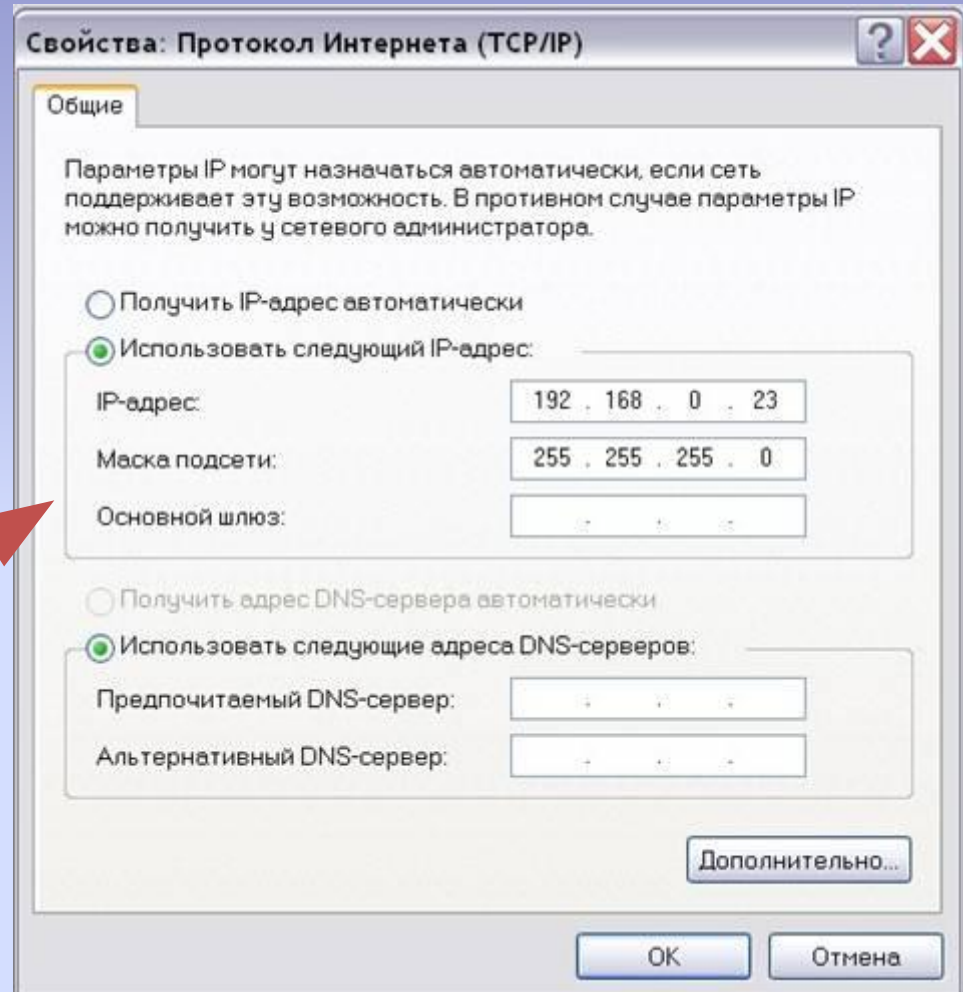 Свойства: Протокол Интернета (TCP/IP)
Общие
Параметры IP могут назначаться автоматически, если сеть
поддерживает эту возможность. В противном случае параметры IP
можно получить у сетевого администратора.
Получить IP-адрес автоматически
Использовать следующий IP-адрес:
IP-адрес: 192 . 168 . 0 . 23
Маска подсети: 255 . 255 . 255 . 0
Основной шлюз: . . .
Получить адрес DNS-сервера автоматически
Использовать следующие адреса DNS-серверов:
Предпочитаемый DNS-сервер: . . .
Альтернативный DNS-сервер: . . .
Дополнительно...
OK Отмена